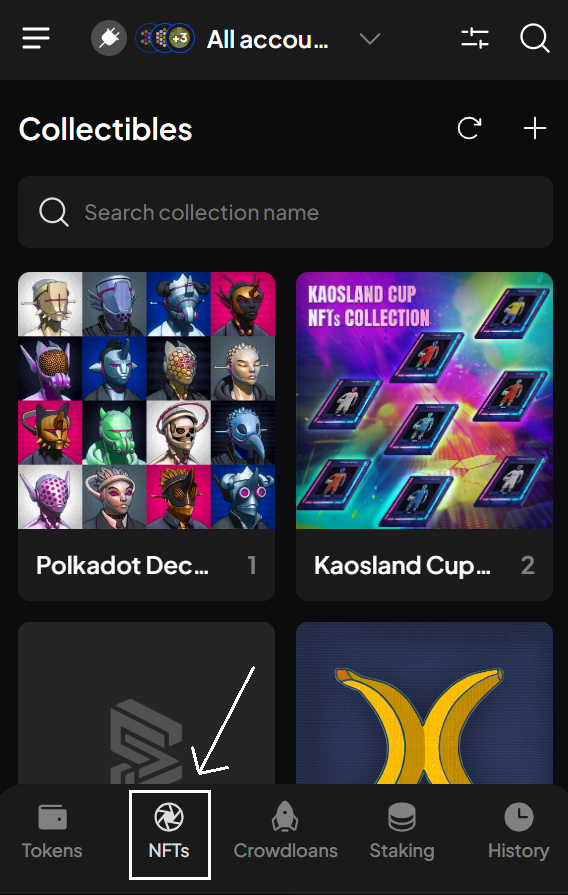 +3 All accou...
Collectibles
Search collection name
KAOSLAND CUP
NFTs COLLECTION
Polkadot Dec... 1
Kaosland Cup... 2
Tokens NFTs Crowdloans Staking History